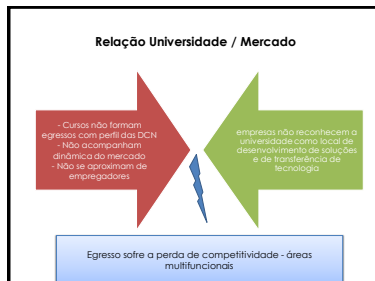 Relação Universidade / Mercado
- Cursos não formam
egressos com perfil das DCN
- Não acompanham
dinâmica do mercado
- Não se aproximam de
empregadores
empresas não reconhecem a
universidade como local de
desenvolvimento de soluções
e de transferência de
tecnologia
Egresso sofre a perda de competitividade - áreas
multifuncionais